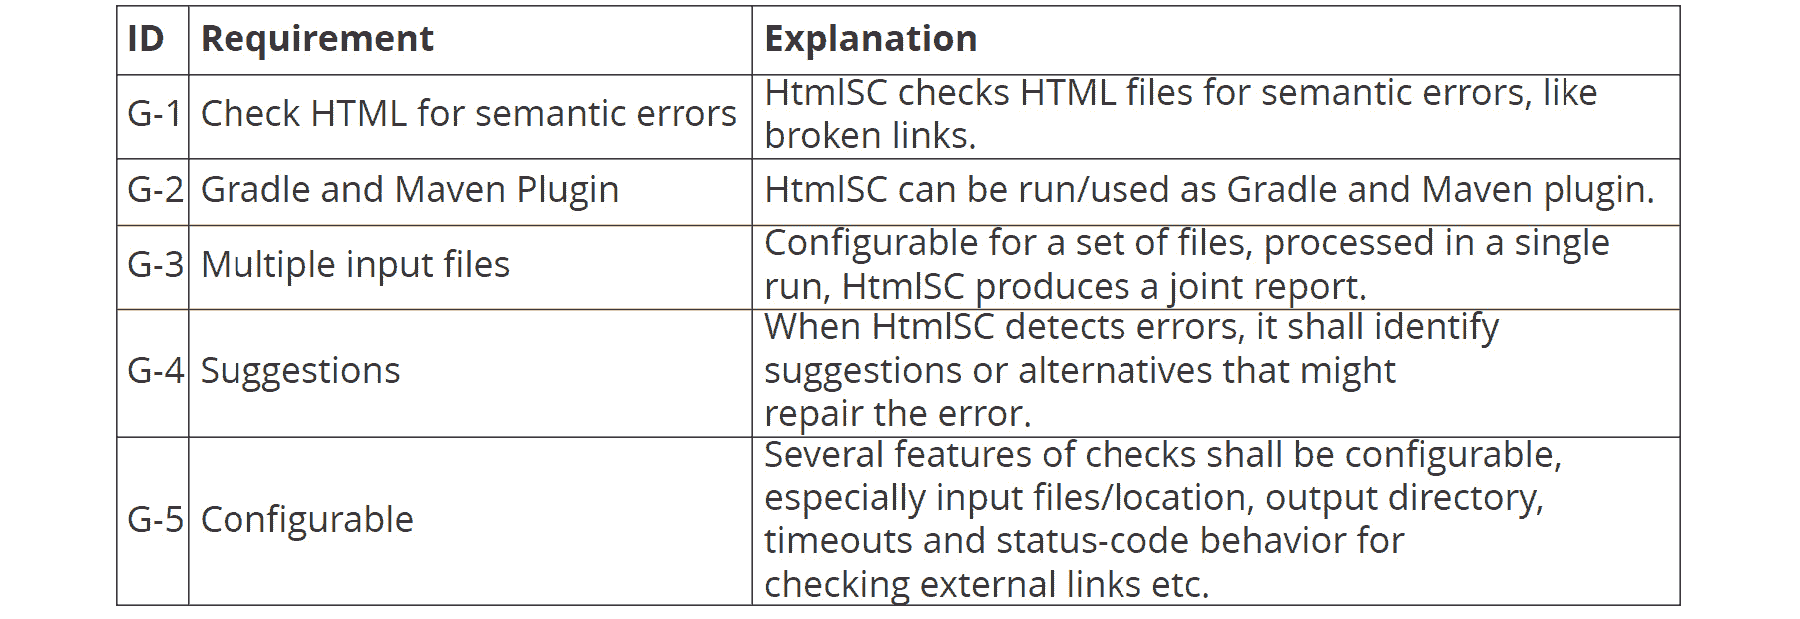 ID Requirement Explanation
G-1 Check HTML for semantic errors HtmlSC checks HTML files for semantic errors, like
broken links.
G-2 Gradle and Maven Plugin HtmlSC can be run/used as Gradle and Maven plugin.
G-3 Multiple input files Configurable for a set of files, processed in a single
run, HtmlSC produces a joint report.
G-4 Suggestions When HtmlSC detects errors, it shall identify
suggestions or alternatives that might
repair the error.
G-5 Configurable Several features of checks shall be configurable,
especially input files/location, output directory,
timeouts and status-code behavior for
checking external links etc.